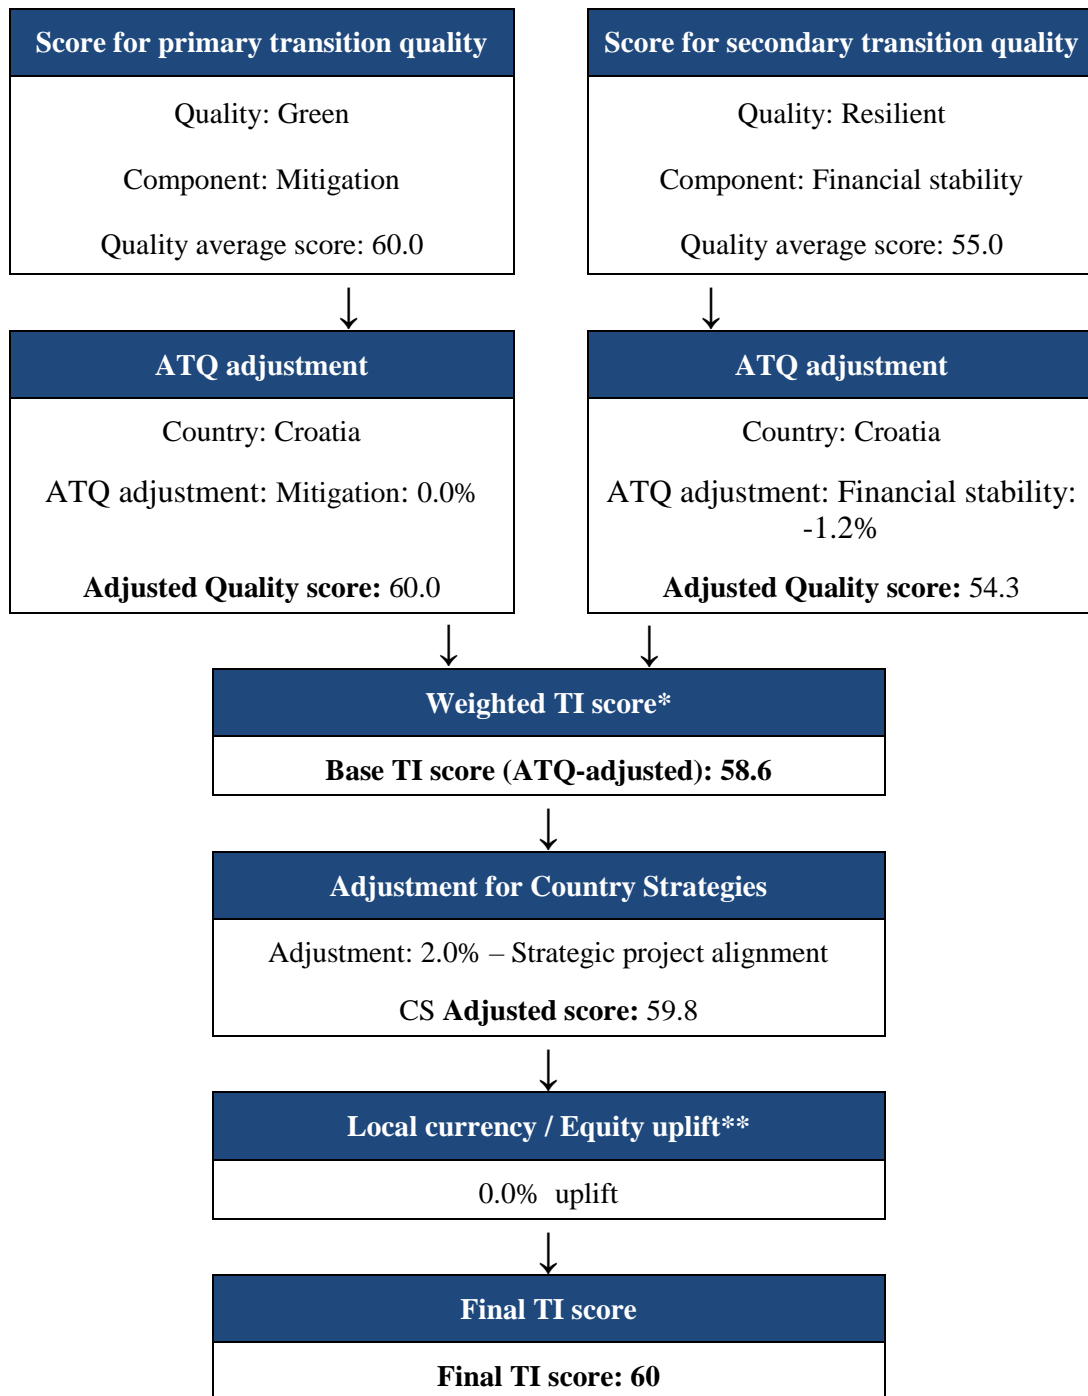 Score for primary transition quality
Quality: Green
Component: Mitigation
Quality average score: 60.0
Score for secondary transition quality
Quality: Resilient
Component: Financial stability
Quality average score: 55.0
ATQ adjustment
Country: Croatia
ATQ adjustment: Mitigation: 0.0%
Adjusted Quality score: 60.0
ATQ adjustment
Country: Croatia
ATQ adjustment: Financial stability:
-1.2%
Adjusted Quality score: 54.3
Weighted TI score*
Base TI score (ATQ-adjusted): 58.6
Adjustment for Country Strategies
Adjustment: 2.0% – Strategic project alignment
CS Adjusted score: 59.8
Local currency / Equity uplift**
0.0% uplift
Final TI score
Final TI score: 60